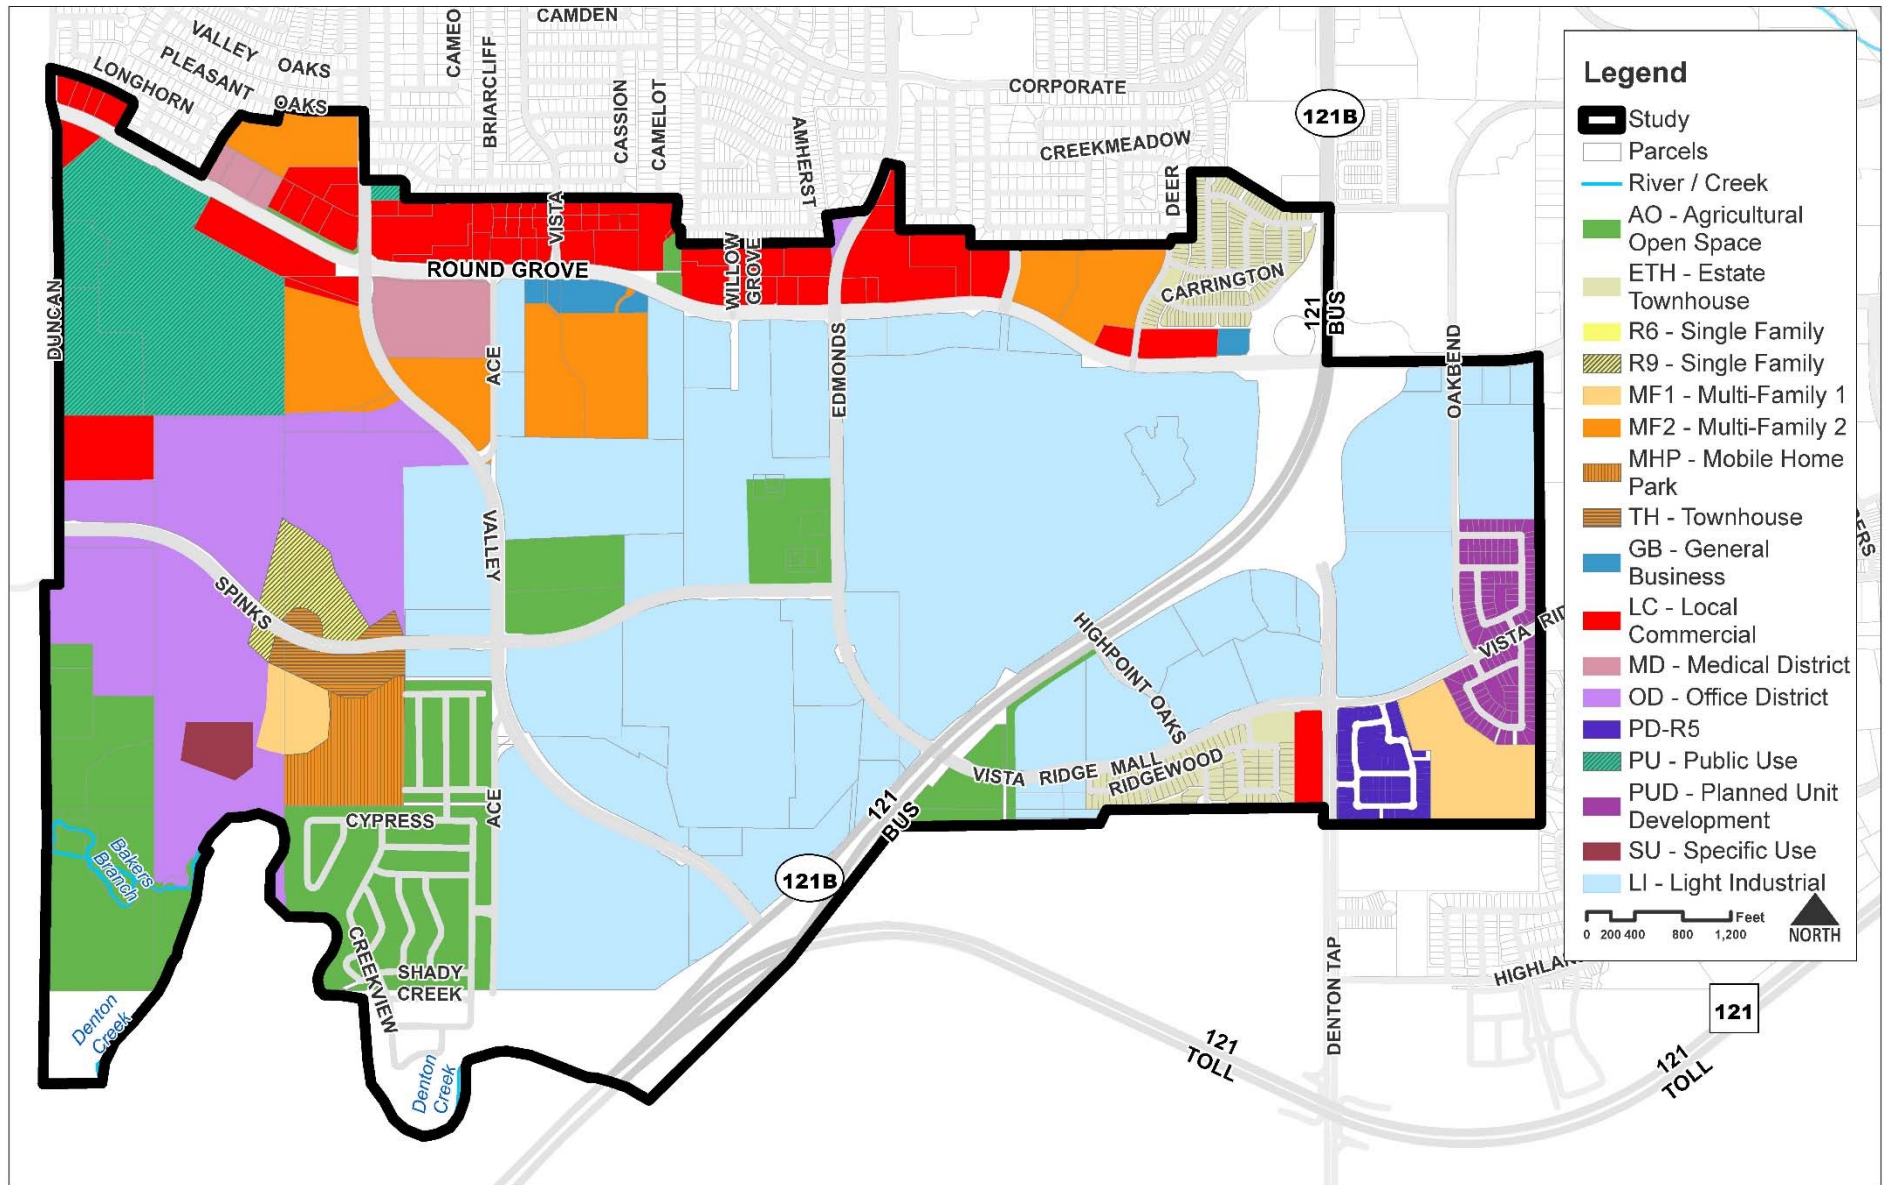 CAMDEN
CAMEO
VALLEY
OAKS
PLEASANT
OAKS
LONGHORN
BRIARCLIFF
CASSION
CAMELOT
AMHERST
CORPORATE
CREEKMEADOW
DEER
121B
DUNCAN
VISTA
ROUND GROVE
WILLOW
GROVE
CARRINGTON
121
BUS
ACE
EDMONDS
OAKBEND
VALLEY
SPINKS
HIGHPOINT OAKS
VISTA RID
VISTA RIDGE MALL
RIDGEWOOD
ACE
CYPRESS
121
BUS
121B
Bakers
Branch
CREEKVIEW
SHADY
CREEK
Denton
Creek
Denton
Creek
DENTON TAP
HIGHLAN
121
TOLL
121
TOLL
121
ERS
Legend
Study
Parcels
River / Creek
AO - Agricultural
Open Space
ETH - Estate
Townhouse
R6 - Single Family
R9 - Single Family
MF1 - Multi-Family 1
MF2 - Multi-Family 2
MHP - Mobile Home
Park
TH - Townhouse
GB - General
Business
LC - Local
Commercial
MD - Medical District
OD - Office District
PD-R5
PU - Public Use
PUD - Planned Unit
Development
SU - Specific Use
LI - Light Industrial
Feet
0 200 400 800 1,200
NORTH